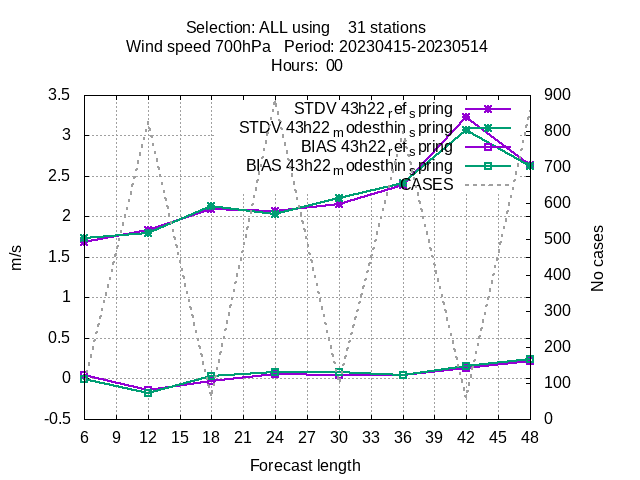 Selection: ALL using 31 stations
Wind speed 700hPa Period: 20230415-20230514
Hours: 00
STDV 43h22_ref_spring
STDV 43h22_modesthin_spring
BIAS 43h22_ref_spring
BIAS 43h22_modesthin_spring
CASES
3.5
3
2.5
2
1.5
1
0.5
0
-0.5
m/s
900
800
700
600
500
400
300
200
100
0
No cases
6 9 12 15 18 21 24 27 30 33 36 39 42 45 48
Forecast length